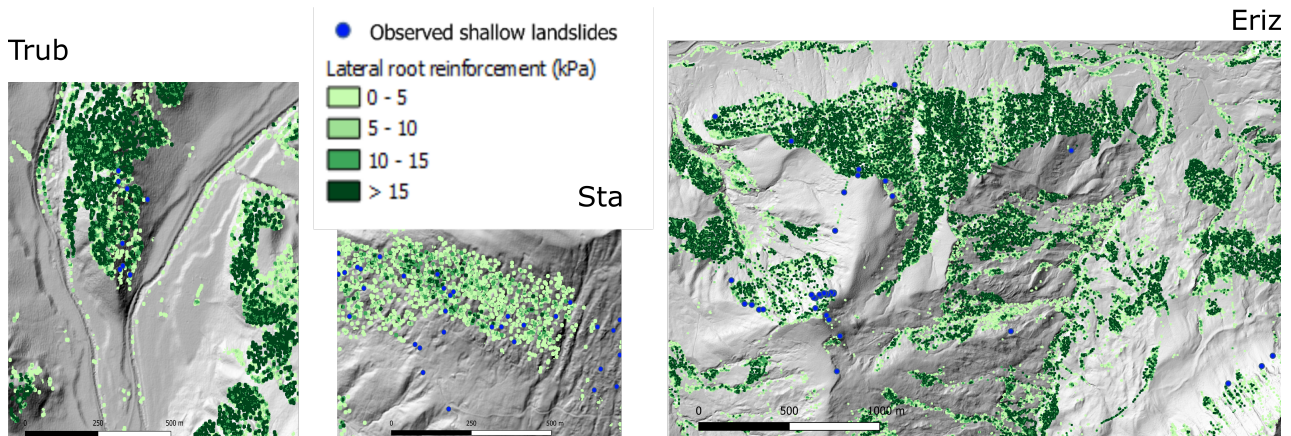 Trub
Observed shallow landslides
Lateral root reinforcement (kPa)
0 - 5
5 - 10
10 - 15
> 15
Sta
Eriz
0 250 500 m
0 250 500 m
0 500 1000 m